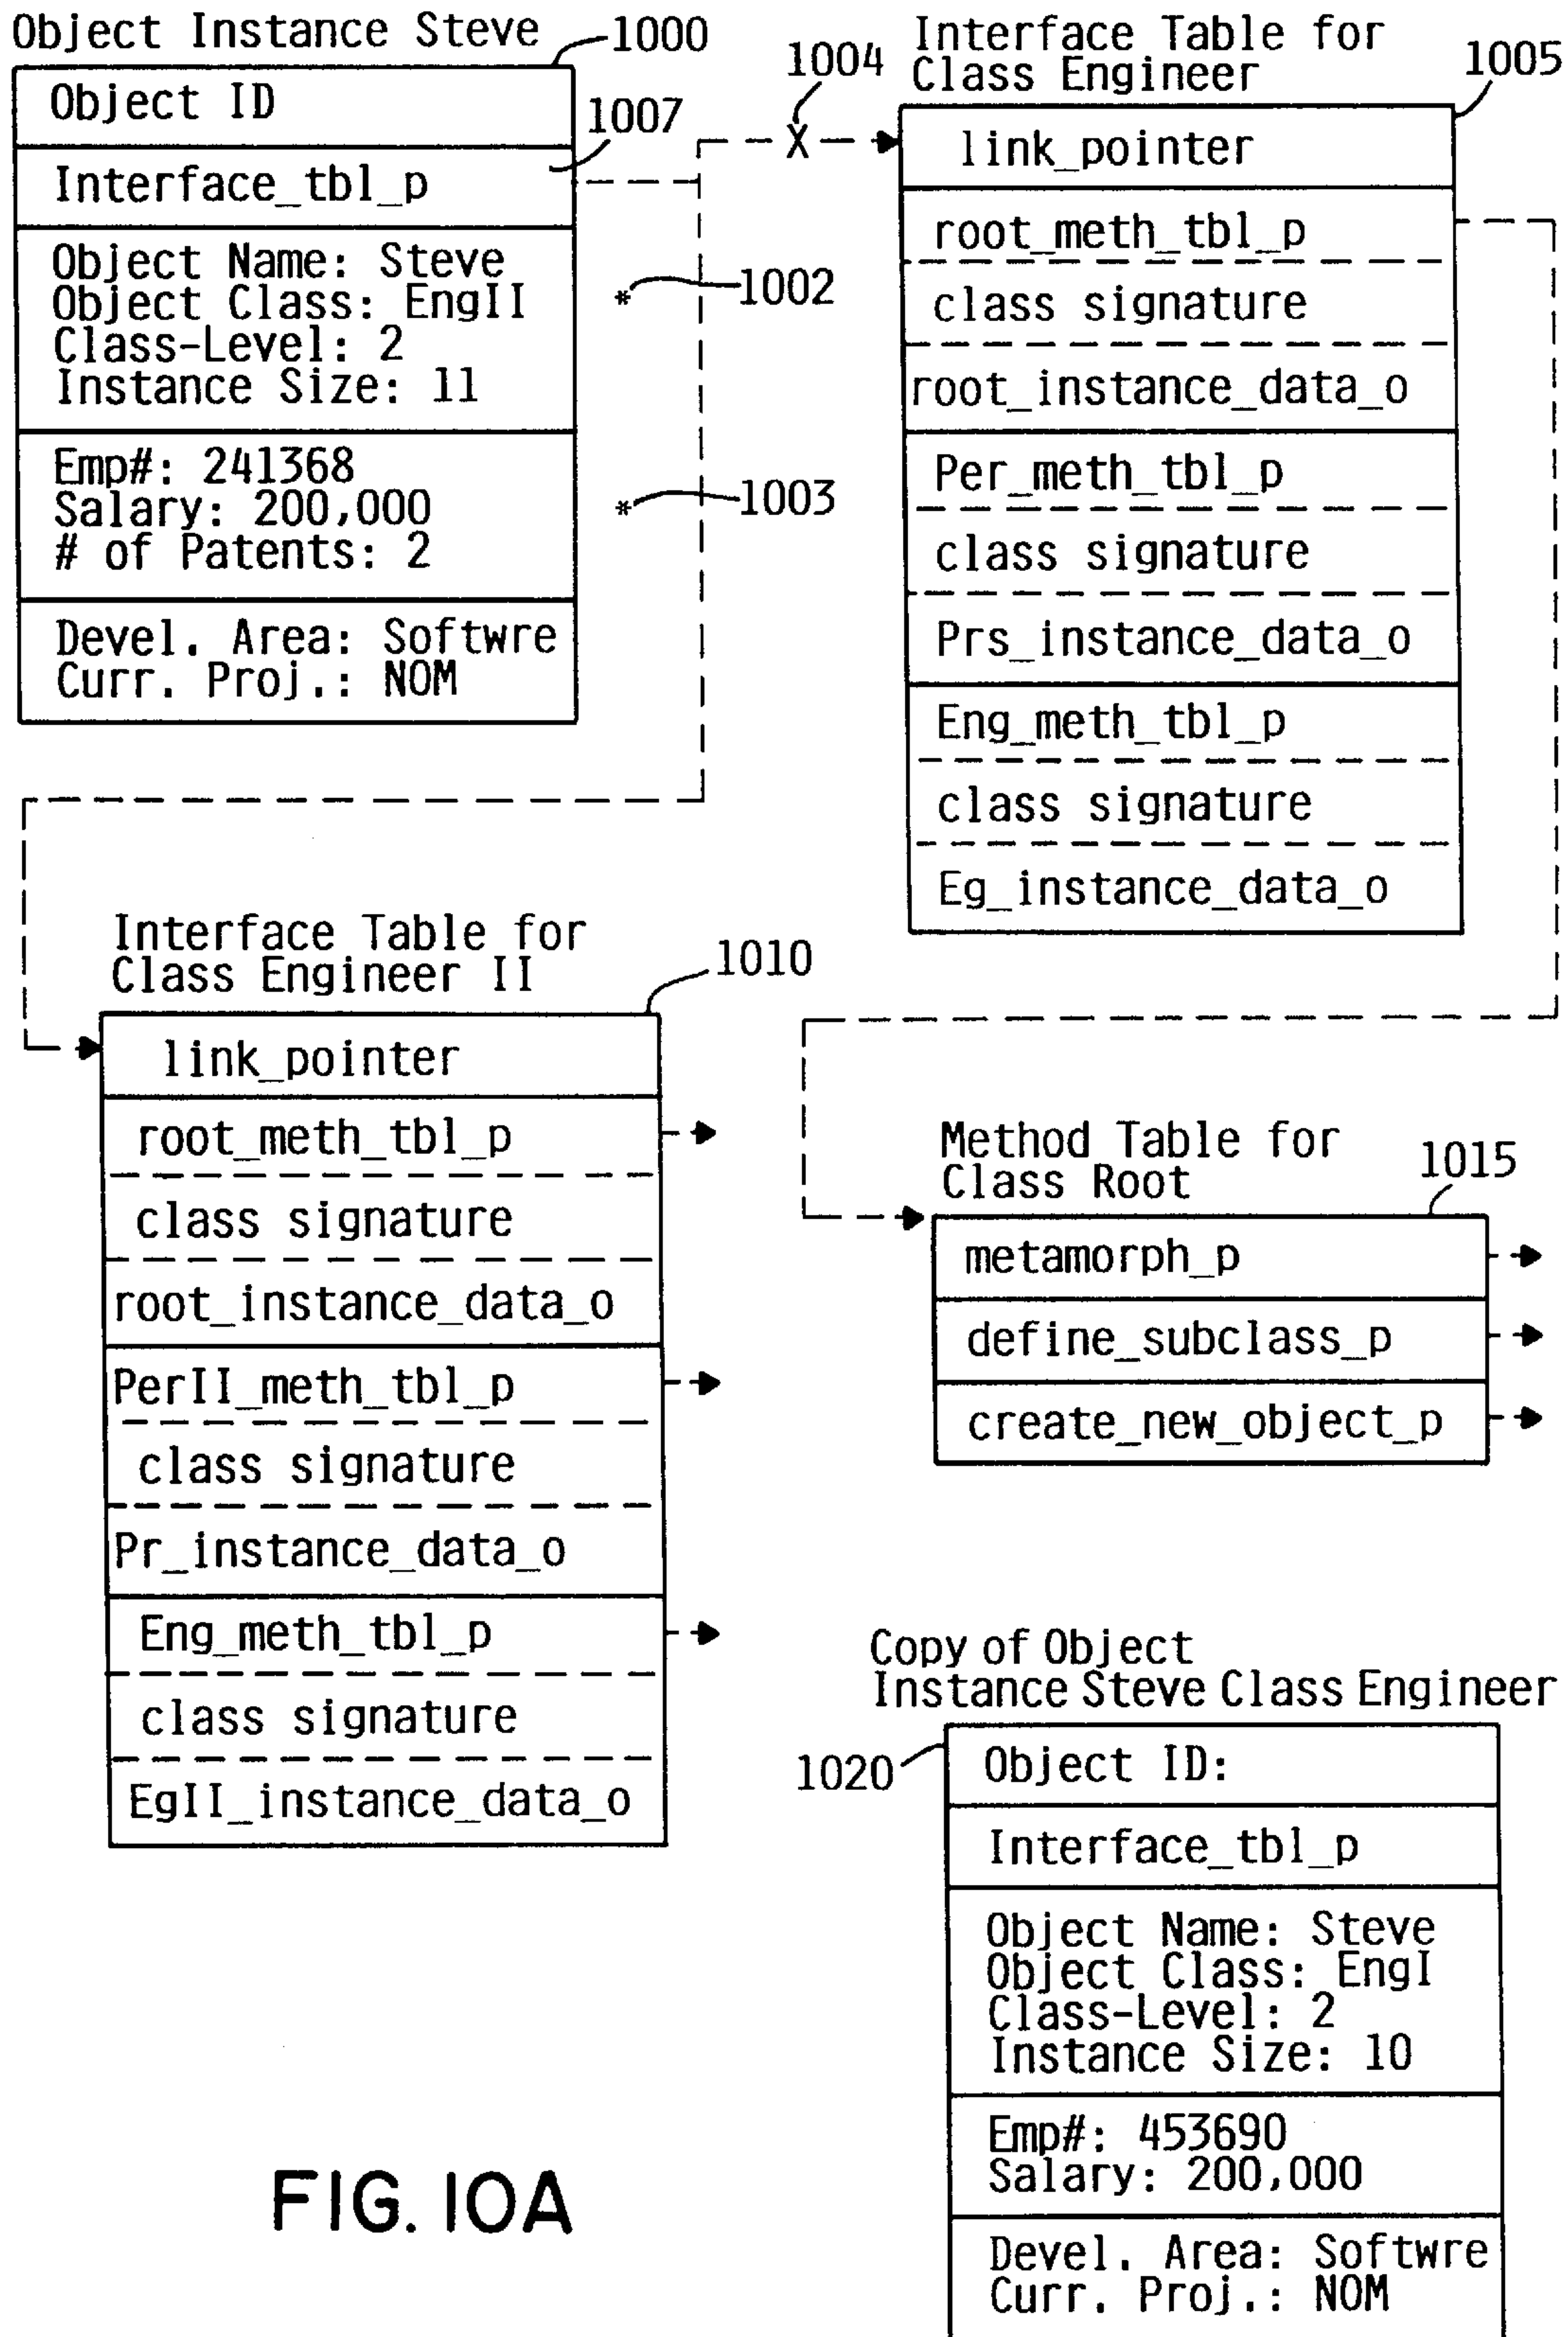 Object Instance Steve
1000
Object ID
1007
Interface_tbl_p
Object Name: Steve
Object Class: EngII
Class-Level: 2
Instance Size: 11
* 1002
Emp#: 241368
Salary: 200,000
# of Patents: 2
* 1003
Devel. Area: Softwre
Curr. Proj.: NOM
1004
X
Interface Table for
Class Engineer
1005
link_pointer
root_meth_tbl_p
class signature
root_instance_data_o
Per_meth_tbl_p
class signature
Prs_instance_data_o
Eng_meth_tbl_p
class signature
Eg_instance_data_o
Interface Table for
Class Engineer II
1010
link_pointer
root_meth_tbl_p
class signature
root_instance_data_o
PerII_meth_tbl_p
class signature
Pr_instance_data_o
Eng_meth_tbl_p
class signature
EgII_instance_data_o
Method Table for
Class Root
1015
metamorph_p
define_subclass_p
create_new_object_p
Copy of Object
Instance Steve Class Engineer
1020
Object ID:
Interface_tbl_p
Object Name: Steve
Object Class: EngI
Class-Level: 2
Instance Size: 10
Emp#: 453690
Salary: 200,000
Devel. Area: Softwre
Curr. Proj.: NOM
FIG. 10A